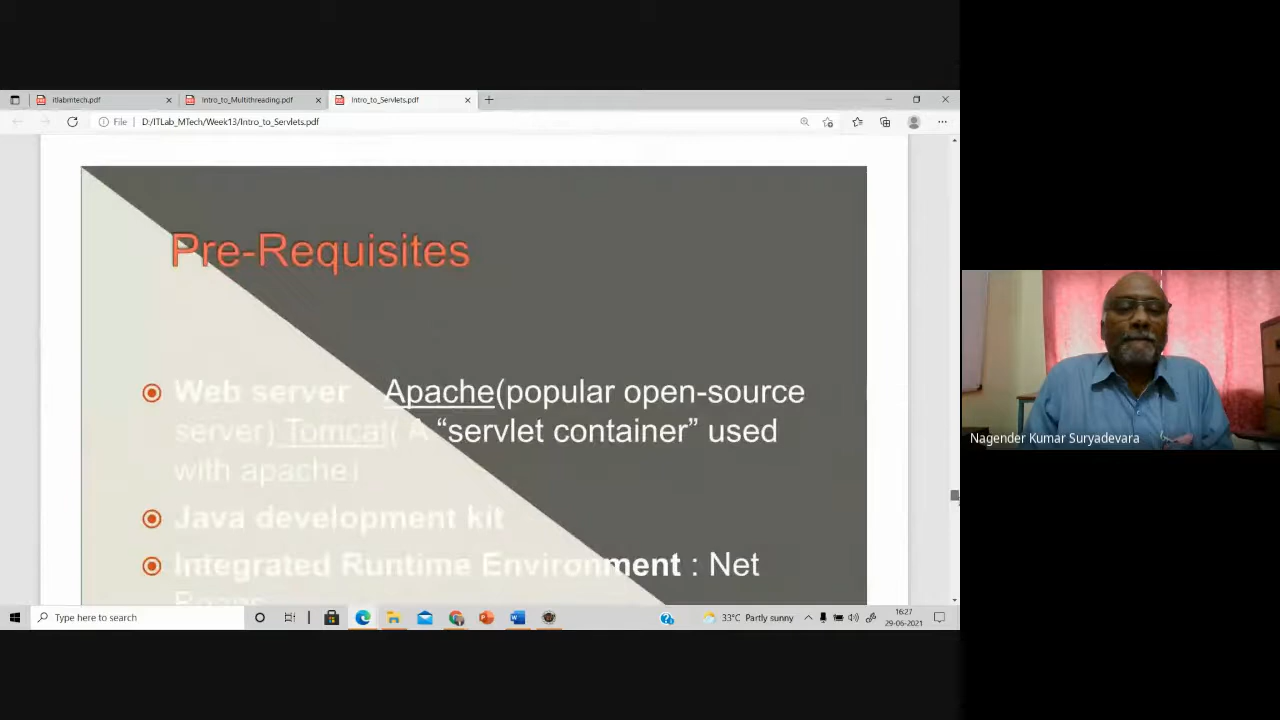 itlabmtech.pdf
Intro_to_Multithreading.pdf
Intro_to_Servlets.pdf
File
D:/ITLab_MTech/Week13/Intro_to_Servlets.pdf
Pre-Requisites
Web server Apache(popular open-source
server) Tomcat( A “servlet container” used
with apache)
Java development kit
Integrated Runtime Environment : Net
Beans
Nagender Kumar Suryadevara
Type here to search
33°C Partly sunny
16:27
29-06-2021